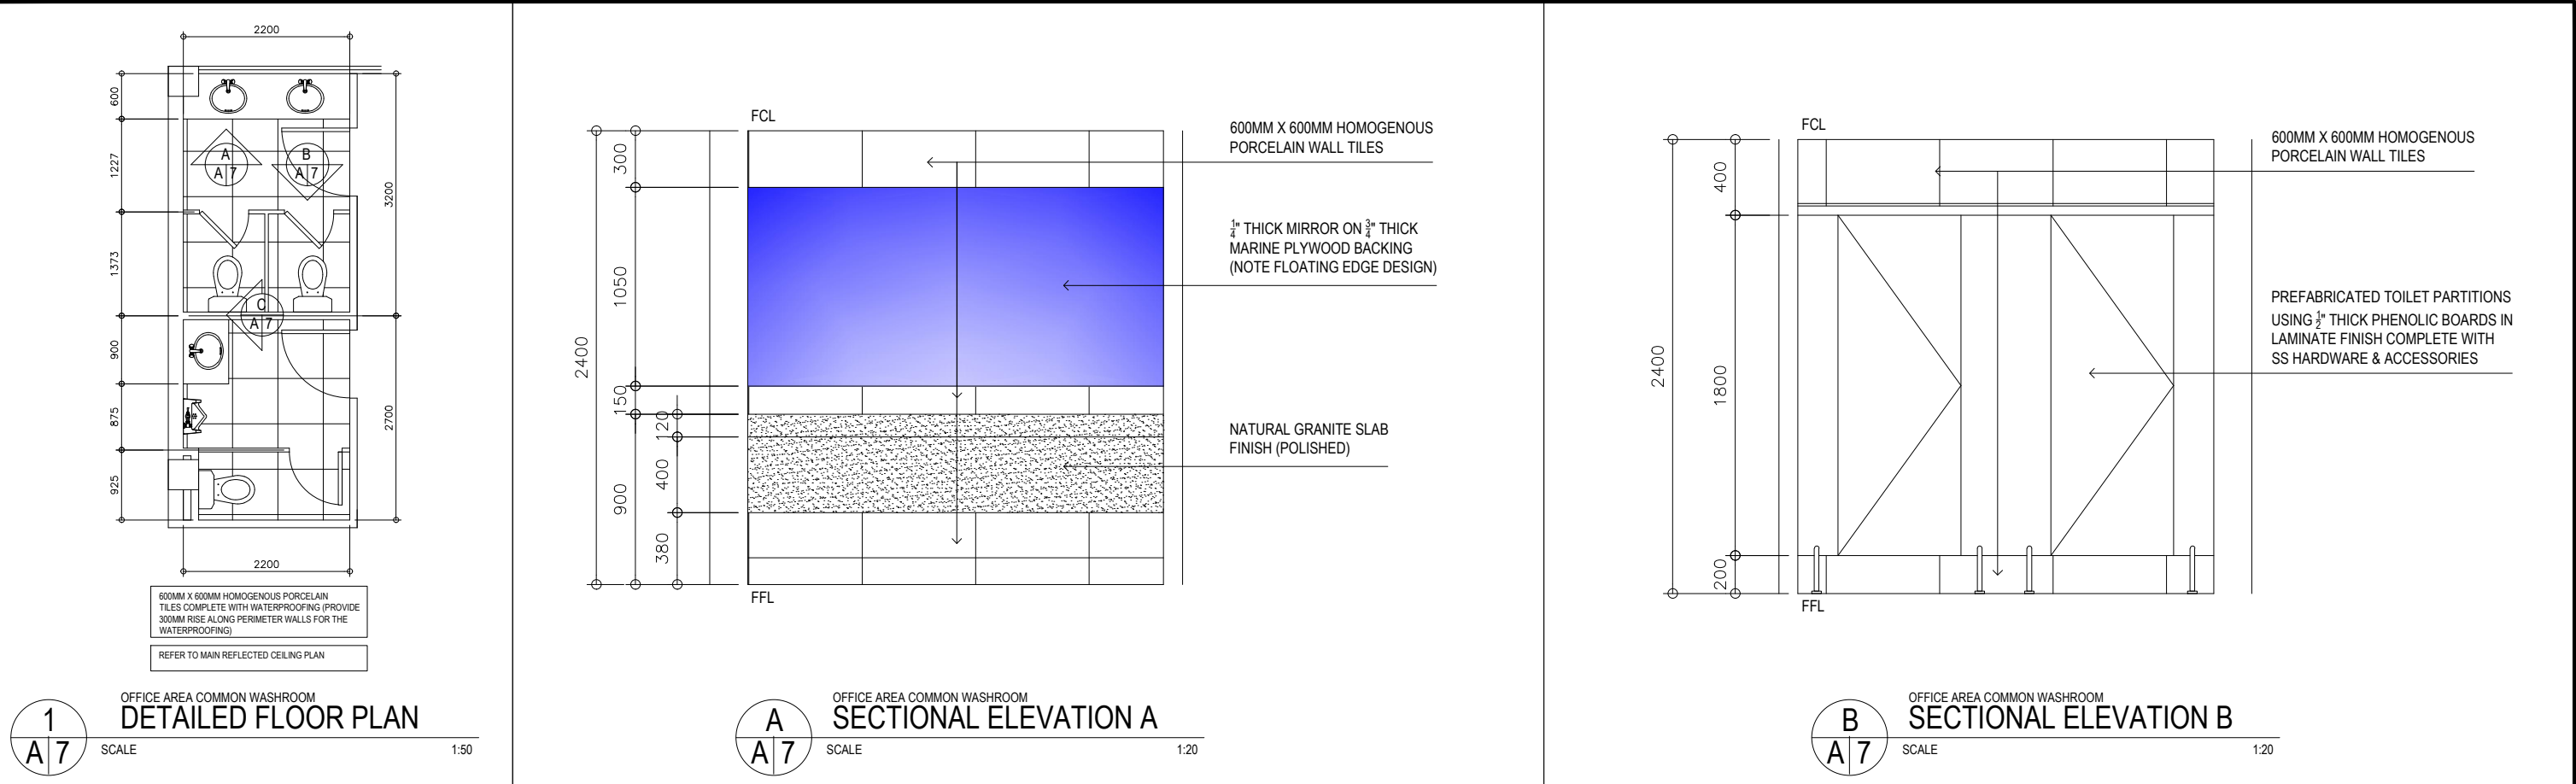 2200
600
1227
1373
900
875
925
3200
2700
A
A 7
B
A 7
C
A 7
2200
600MM X 600MM HOMOGENOUS PORCELAIN
TILES COMPLETE WITH WATERPROOFING (PROVIDE
300MM RISE ALONG PERIMETER WALLS FOR THE
WATERPROOFING)
REFER TO MAIN REFLECTED CEILING PLAN
1
A 7
OFFICE AREA COMMON WASHROOM
DETAILED FLOOR PLAN
SCALE 1:50
FCL
2400
300
1050
150
900
120
400
380
FFL
600MM X 600MM HOMOGENOUS
PORCELAIN WALL TILES
1/4" THICK MIRROR ON 3/4" THICK
MARINE PLYWOOD BACKING
(NOTE FLOATING EDGE DESIGN)
NATURAL GRANITE SLAB
FINISH (POLISHED)
A
A 7
OFFICE AREA COMMON WASHROOM
SECTIONAL ELEVATION A
SCALE 1:20
FCL
2400
400
1800
200
FFL
600MM X 600MM HOMOGENOUS
PORCELAIN WALL TILES
PREFABRICATED TOILET PARTITIONS
USING 1/2" THICK PHENOLIC BOARDS IN
LAMINATE FINISH COMPLETE WITH
SS HARDWARE & ACCESSORIES
B
A 7
OFFICE AREA COMMON WASHROOM
SECTIONAL ELEVATION B
SCALE 1:20